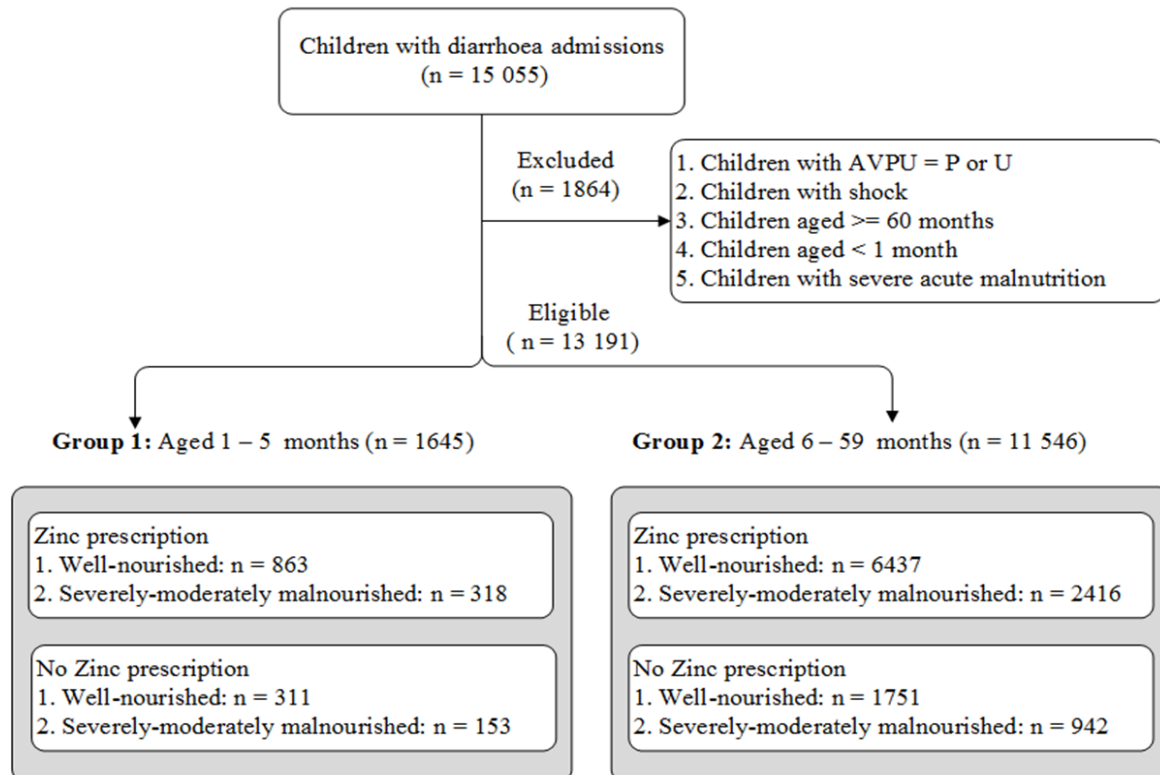 Children with diarrhoea admissions
(n = 15 055)
Excluded
(n = 1864)
1. Children with AVPU = P or U
2. Children with shock
3. Children aged >= 60 months
4. Children aged < 1 month
5. Children with severe acute malnutrition
Eligible
( n = 13 191)
Group 1: Aged 1 – 5 months (n = 1645)
Group 2: Aged 6 – 59 months (n = 11 546)
Zinc prescription
1. Well-nourished: n = 863
2. Severely-moderately malnourished: n = 318
No Zinc prescription
1. Well-nourished: n = 311
2. Severely-moderately malnourished: n = 153
Zinc prescription
1. Well-nourished: n = 6437
2. Severely-moderately malnourished: n = 2416
No Zinc prescription
1. Well-nourished: n = 1751
2. Severely-moderately malnourished: n = 942